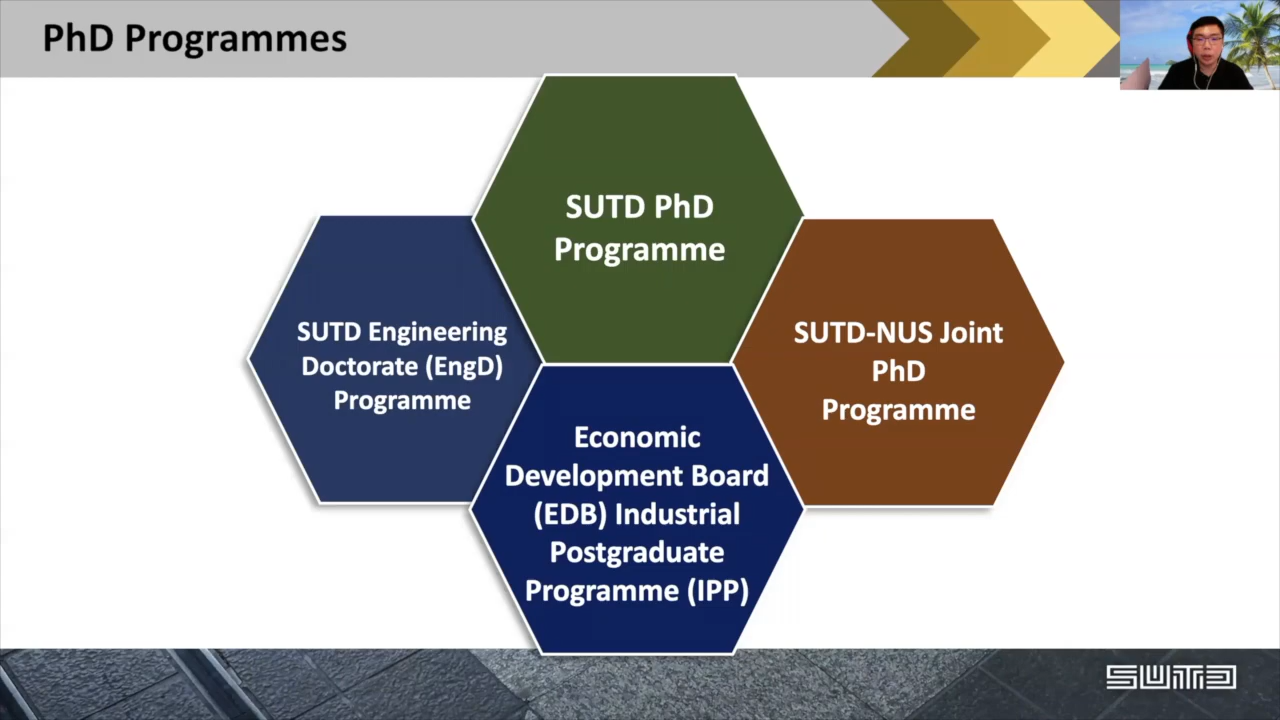 PhD Programmes
SUTD PhD
Programme
SUTD Engineering
Doctorate (EngD)
Programme
SUTD-NUS Joint
PhD
Programme
Economic
Development Board
(EDB) Industrial
Postgraduate
Programme (IPP)
SUTD